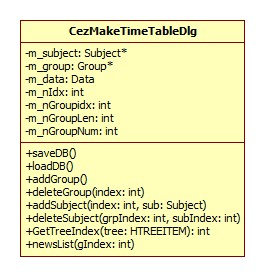 CezMakeTimeTableDlg
-m_subject: Subject*
-m_group: Group*
-m_data: Data
-m_nIdx: int
-m_nGroupidx: int
-m_nGroupLen: int
-m_nGroupNum: int
+saveDB()
+loadDB()
+addGroup()
+deleteGroup(index: int)
+addSubject(index: int, sub: Subject)
+deleteSubject(grpIndex: int, subIndex: int)
+GetTreeIndex(tree: HTREEITEM): int
+newsList(gIndex: int)